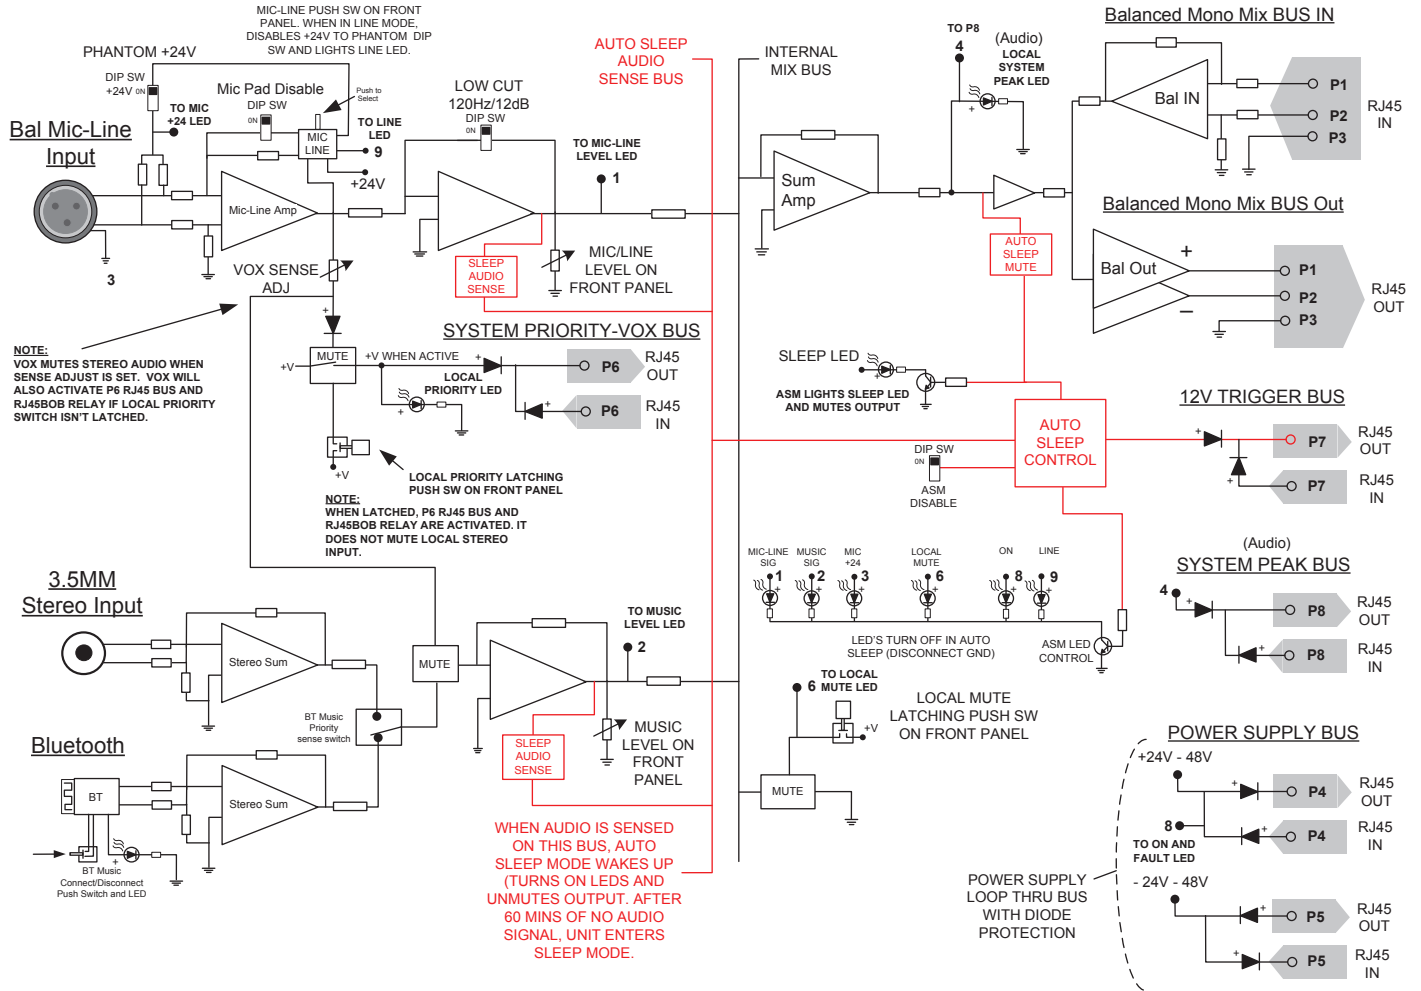 MIC-LINE PUSH SW ON FRONT
PANEL. WHEN IN LINE MODE,
DISABLES +24V TO PHANTOM DIP
SW AND LIGHTS LINE LED.
PHANTOM +24V
DIP SW
+24V ON
Mic Pad Disable
DIP SW
ON
Push to
Select
TO MIC
+24 LED
MIC
LINE
TO LINE
LED
9
+24V
LOW CUT
120Hz/12dB
DIP SW
ON
Bal Mic-Line
Input
3
Mic-Line Amp
TO MIC-LINE
LEVEL LED
1
AUTO SLEEP
AUDIO
SENSE BUS
INTERNAL
MIX BUS
SLEEP
AUDIO
SENSE
MIC/LINE
LEVEL ON
FRONT PANEL
VOX SENSE
ADJ
NOTE:
VOX MUTES STEREO AUDIO WHEN
SENSE ADJUST IS SET.  VOX WILL
ALSO ACTIVATE P6 RJ45 BUS AND
RJ45BOB RELAY IF LOCAL PRIORITY
SWITCH ISN'T LATCHED.
SYSTEM PRIORITY-VOX BUS
+
+V
MUTE
+V WHEN ACTIVE
+
LOCAL
PRIORITY LED
+
P6
RJ45
OUT
+
P6
RJ45
IN
+V
LOCAL PRIORITY LATCHING
PUSH SW ON FRONT PANEL
NOTE:
WHEN LATCHED, P6 RJ45 BUS AND
RJ45BOB RELAY ARE ACTIVATED. IT
DOES NOT MUTE LOCAL STEREO
INPUT.
3.5MM
Stereo Input
Stereo Sum
BT Music
Priority
sense switch
MUTE
TO MUSIC
LEVEL LED
2
MUSIC
LEVEL ON
FRONT
PANEL
SLEEP
AUDIO
SENSE
Bluetooth
BT
Stereo Sum
+
BT Music
Connect/Disconnect
Push Switch and LED
WHEN AUDIO IS SENSED
ON THIS BUS, AUTO
SLEEP MODE WAKES UP
(TURNS ON LEDS AND
UNMUTES OUTPUT. AFTER
60 MINS OF NO AUDIO
SIGNAL, UNIT ENTERS
SLEEP MODE.
TO P8
4
(Audio)
LOCAL
SYSTEM
PEAK LED
+
Sum
Amp
AUTO
SLEEP
MUTE
Balanced Mono Mix BUS IN
Bal IN
P1
P2
P3
RJ45
IN
Balanced Mono Mix BUS Out
Bal Out
+
−
P1
P2
P3
RJ45
OUT
SLEEP LED
+
ASM LIGHTS SLEEP LED
AND MUTES OUTPUT
AUTO
SLEEP
CONTROL
DIP SW
ON
ASM
DISABLE
12V TRIGGER BUS
+
P7
RJ45
OUT
+
P7
RJ45
IN
MIC-LINE
SIG
1
+
MUSIC
SIG
2
+
MIC
+24
3
+
LOCAL
MUTE
6
+
ON
8
+
LINE
9
+
LED'S TURN OFF IN AUTO
SLEEP (DISCONNECT GND)
ASM LED
CONTROL
(Audio)
SYSTEM PEAK BUS
4
+
P8
RJ45
OUT
+
P8
RJ45
IN
TO LOCAL
MUTE LED
6
+V
LOCAL MUTE
LATCHING PUSH SW
ON FRONT PANEL
MUTE
POWER SUPPLY BUS
+24V - 48V
+
P4
RJ45
OUT
8
+
P4
RJ45
IN
TO ON AND
FAULT LED
- 24V - 48V
+
P5
RJ45
OUT
+
P5
RJ45
IN
POWER SUPPLY
LOOP THRU BUS
WITH DIODE
PROTECTION